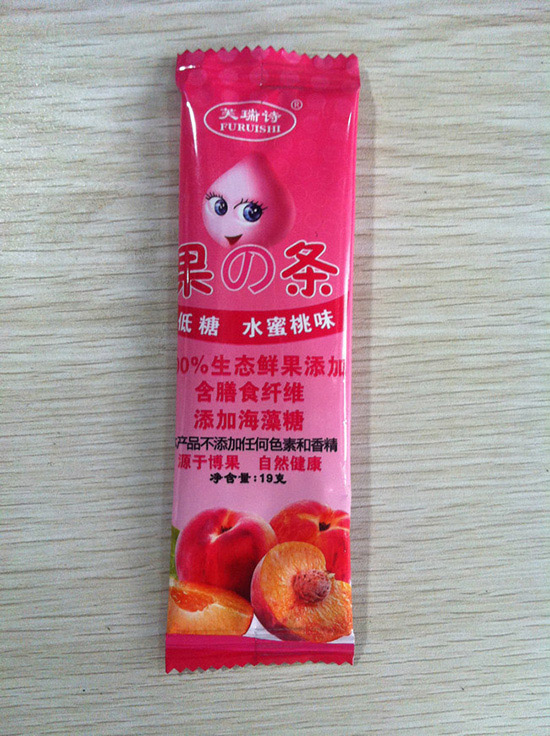 芙瑞诗®
FURUISHI
果の条
低糖 水蜜桃味
00%生态鲜果添加
含膳食纤维
添加海藻糖
本产品不添加任何色素和香精
源于博果 自然健康
净含量:19克